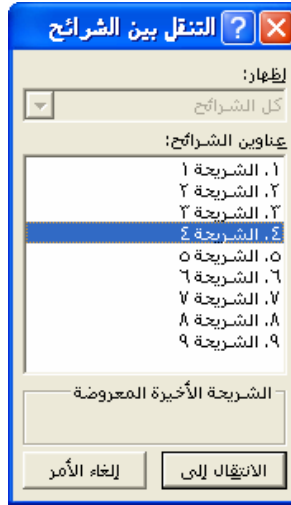 التنقل بين الشرائح
إظهار:
كل الشرائح
عناوين الشرائح:
١. الشريحة ١
٢. الشريحة ٢
٣. الشريحة ٣
٤. الشريحة ٤
٥. الشريحة ٥
٦. الشريحة ٦
٧. الشريحة ٧
٨. الشريحة ٨
٩. الشريحة ٩
الشريحة الأخيرة المعروضة
الانتقال إلى
إلغاء الأمر